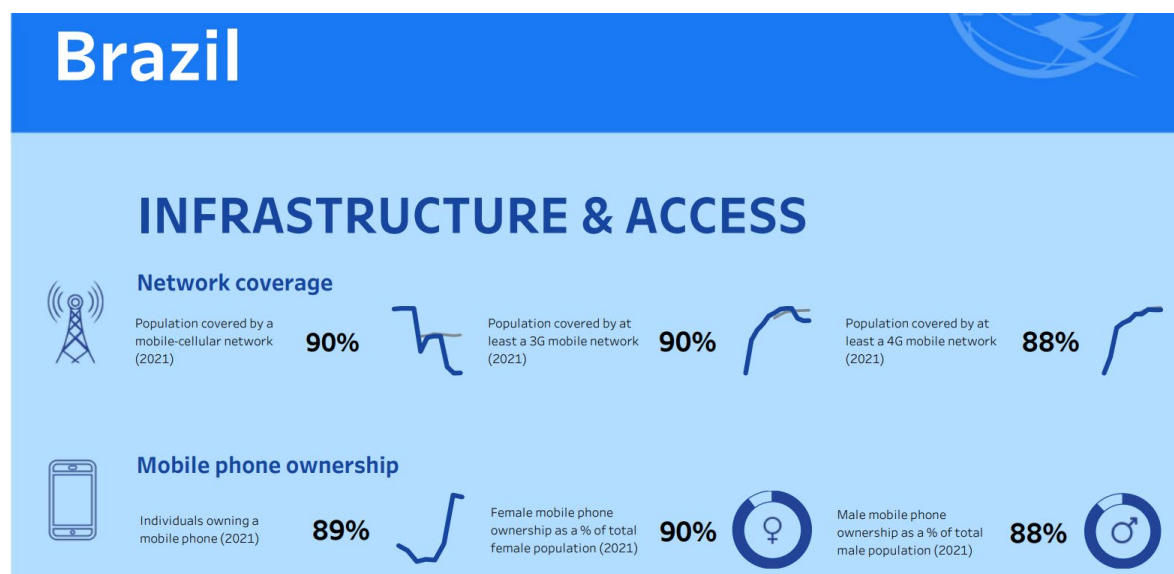 Brazil
INFRASTRUCTURE & ACCESS
Network coverage
Population covered by a
mobile-cellular network
(2021)
90%
Population covered by at
least a 3G mobile network
(2021)
90%
Population covered by at
least a 4G mobile network
(2021)
88%
Mobile phone ownership
Individuals owning a
mobile phone (2021)
89%
Female mobile phone
ownership as a % of total
female population (2021)
90%
Male mobile phone
ownership as a % of total
male population (2021)
88%